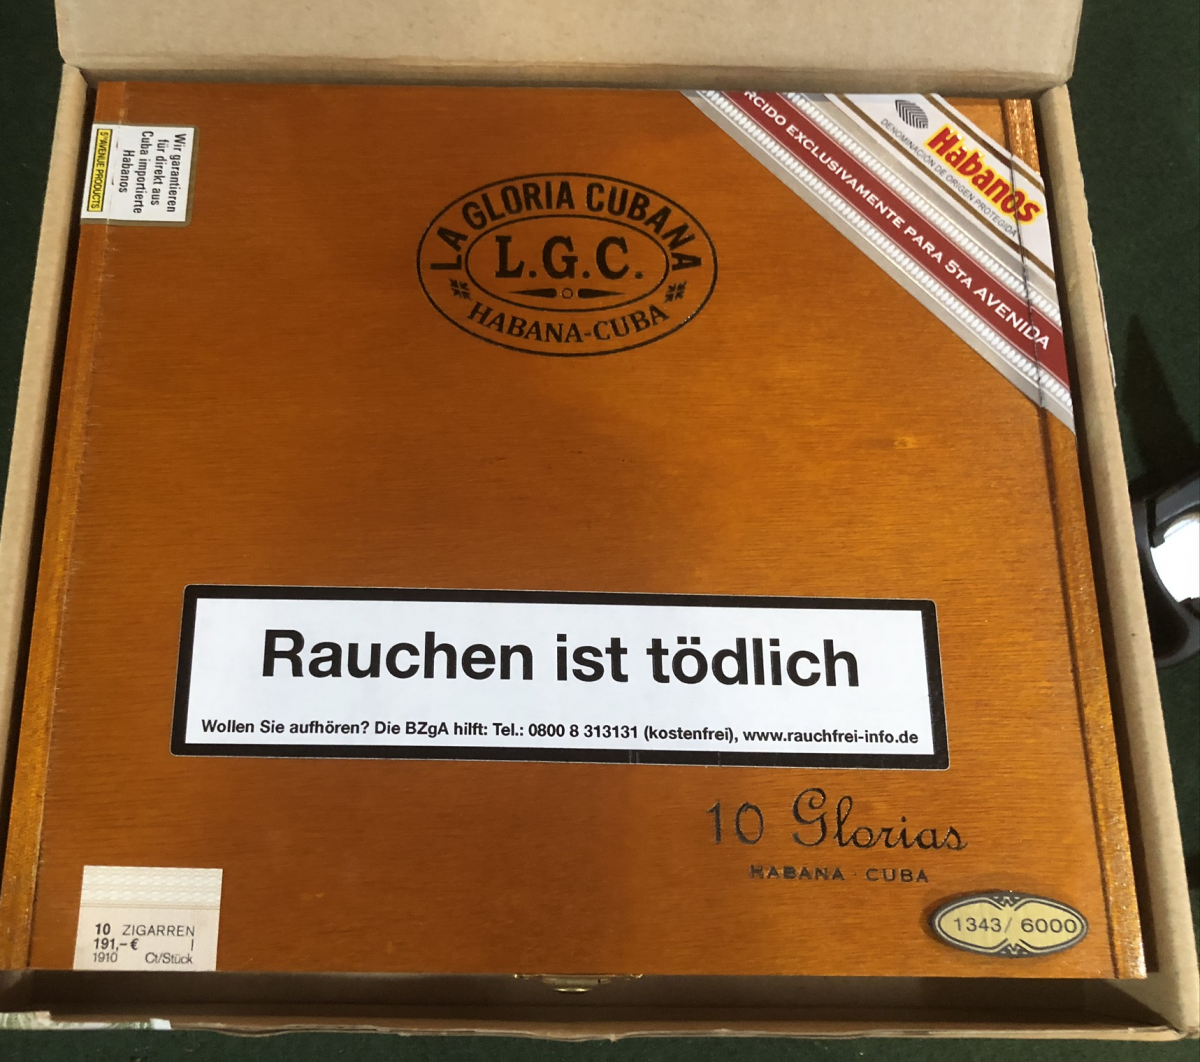 Wir garantieren
für direkt aus
Cuba importierte
Habanos
5THAVENUE PRODUCTS
LA GLORIA CUBANA
L.G.C.
HABANA-CUBA
DENOMINACIÓN DE ORIGEN PROTEGIDA
Habanos
EXCLUSIVAMENTE PARA 5TA AVENIDA
Rauchen ist tödlich
Wollen Sie aufhören? Die BZgA hilft: Tel.: 0800 8 313131 (kostenfrei), www.rauchfrei-info.de
10 Glorias
HABANA · CUBA
1343/ 6000
10 ZIGARREN
191,-€ I
1910 Ct/Stück